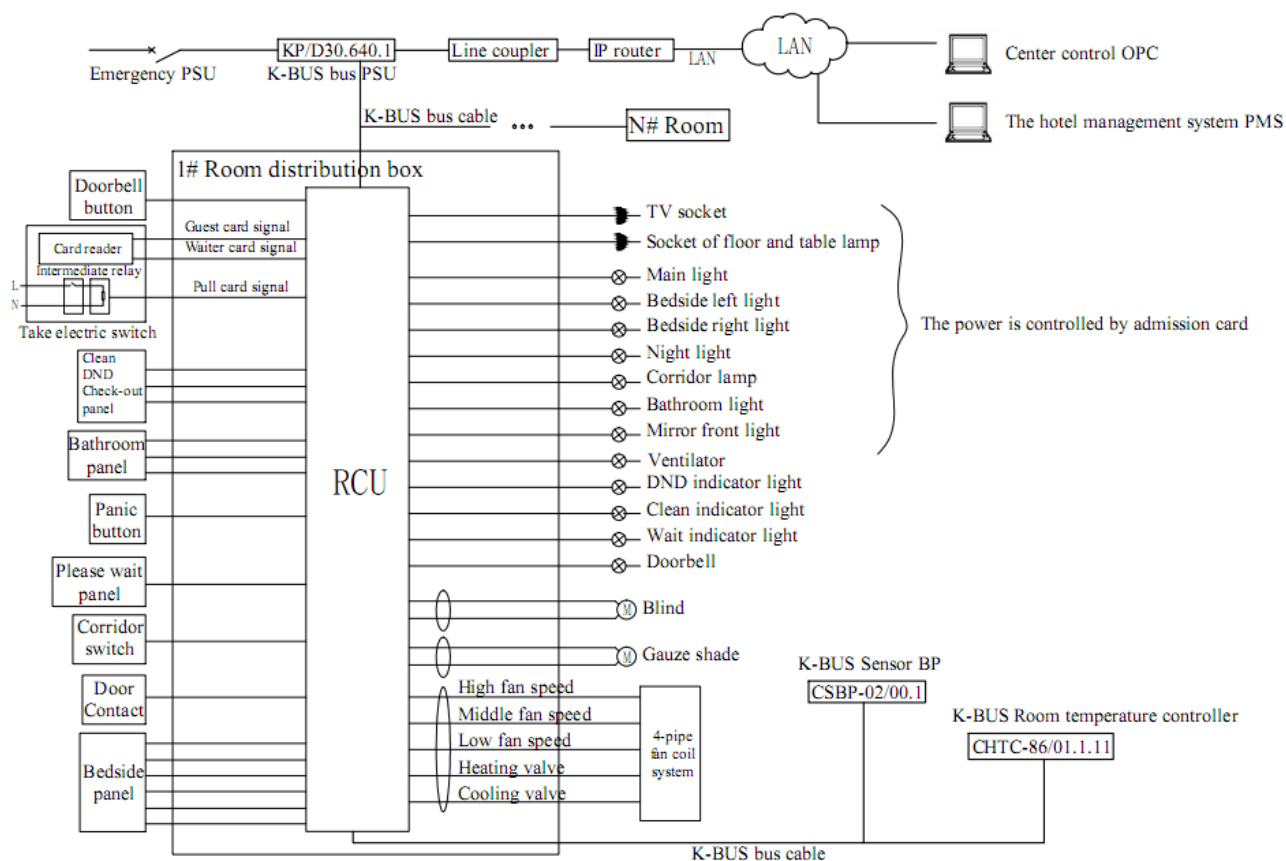 KP/D30.640.1
Line coupler
IP router
LAN
LAN
Center control OPC
Emergency PSU
K-BUS bus PSU
K-BUS bus cable
N# Room
The hotel management system PMS
1# Room distribution box
Doorbell
button
Guest card signal
Card reader
Waiter card signal
Intermediate relay
L
N
Pull card signal
Take electric switch
Clean
DND
Check-out
panel
Bathroom
panel
Panic
button
Please wait
panel
Corridor
switch
Door
Contact
Bedside
panel
RCU
TV socket
Socket of floor and table lamp
Main light
Bedside left light
Bedside right light
Night light
Corridor lamp
Bathroom light
Mirror front light
Ventilator
DND indicator light
Clean indicator light
Wait indicator light
Doorbell
The power is controlled by admission card
M
Blind
M
Gauze shade
High fan speed
Middle fan speed
Low fan speed
Heating valve
Cooling valve
4-pipe
fan coil
system
K-BUS Sensor BP
CSBP-02/00.1
K-BUS Room temperature controller
CHTC-86/01.1.11
K-BUS bus cable